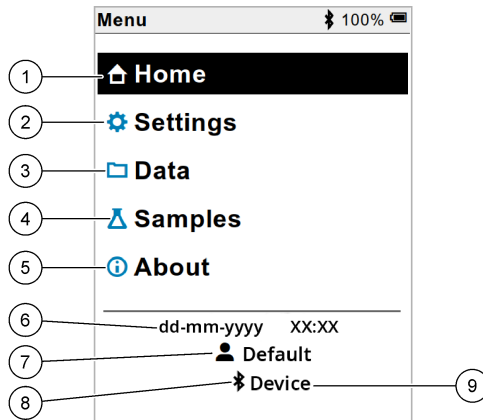 Menu 100%
1 Home
2 Settings
3 Data
4 Samples
5 About
6 dd-mm-yyyy XX:XX
7 Default
8 Device 9